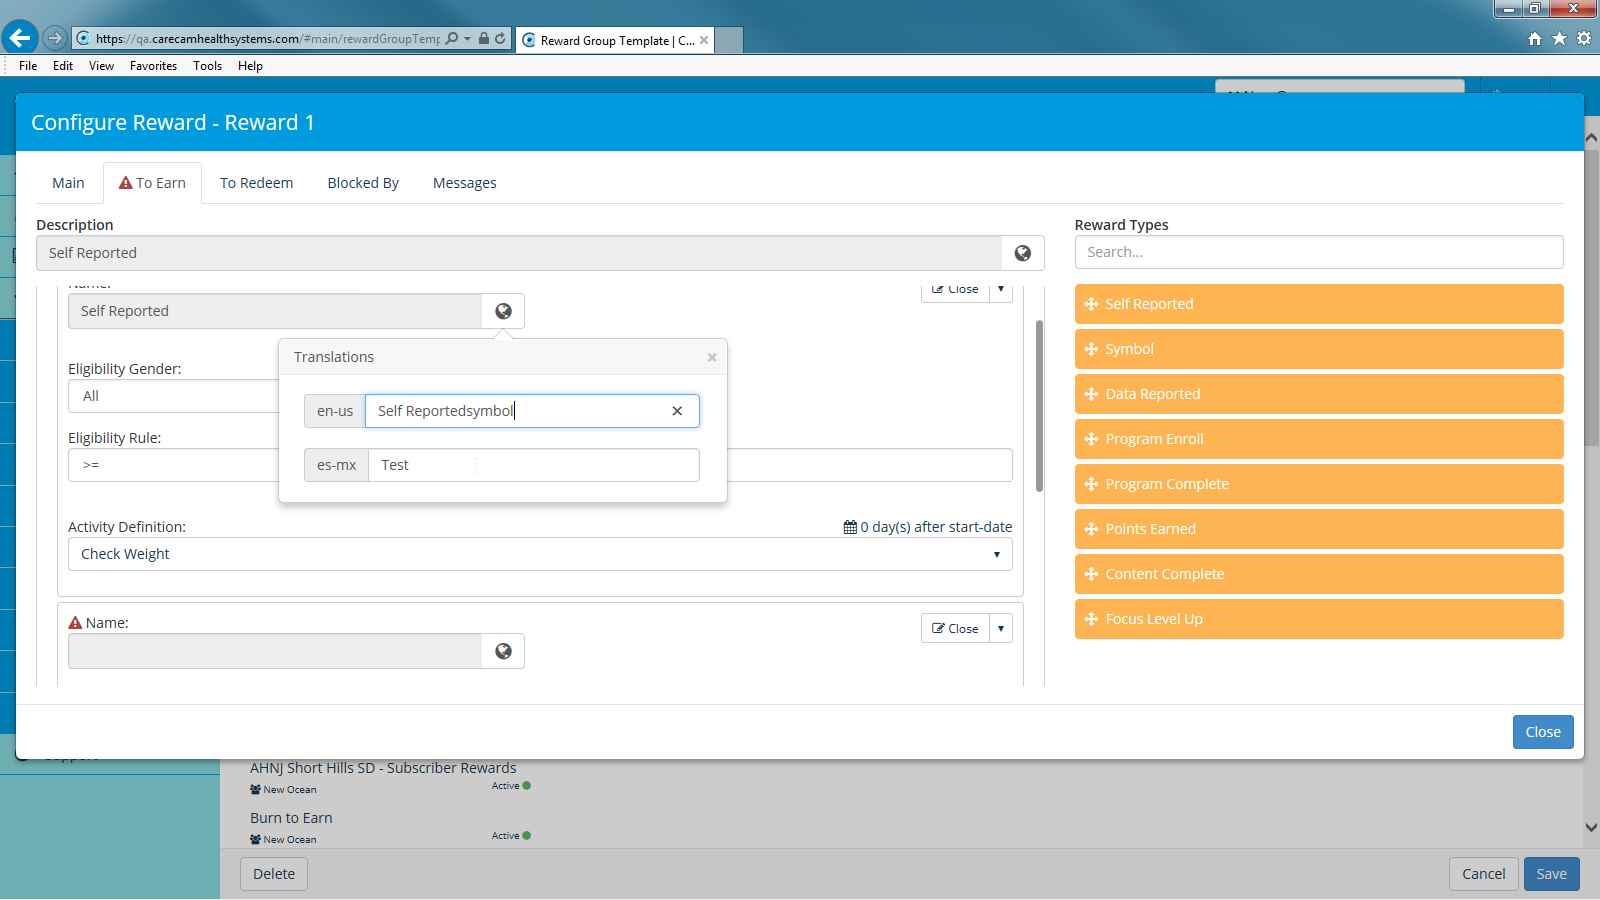 https://qa.carecamhealthsystems.com/#main/rewardGroupTemp
Reward Group Template | C...
File Edit View Favorites Tools Help
Configure Reward - Reward 1
Main To Earn To Redeem Blocked By Messages
Description
Self Reported
Reward Types
Search...
Name:
Self Reported
Close
Translations
en-us Self Reportedsymbol
es-mx Test
Eligibility Gender:
All
Eligibility Rule:
>=
Activity Definition:
0 day(s) after start-date
Check Weight
Name:
Close
Self Reported
Symbol
Data Reported
Program Enroll
Program Complete
Points Earned
Content Complete
Focus Level Up
Close
AHNJ Short Hills SD - Subscriber Rewards
New Ocean Active
Burn to Earn
New Ocean Active
Delete Cancel Save